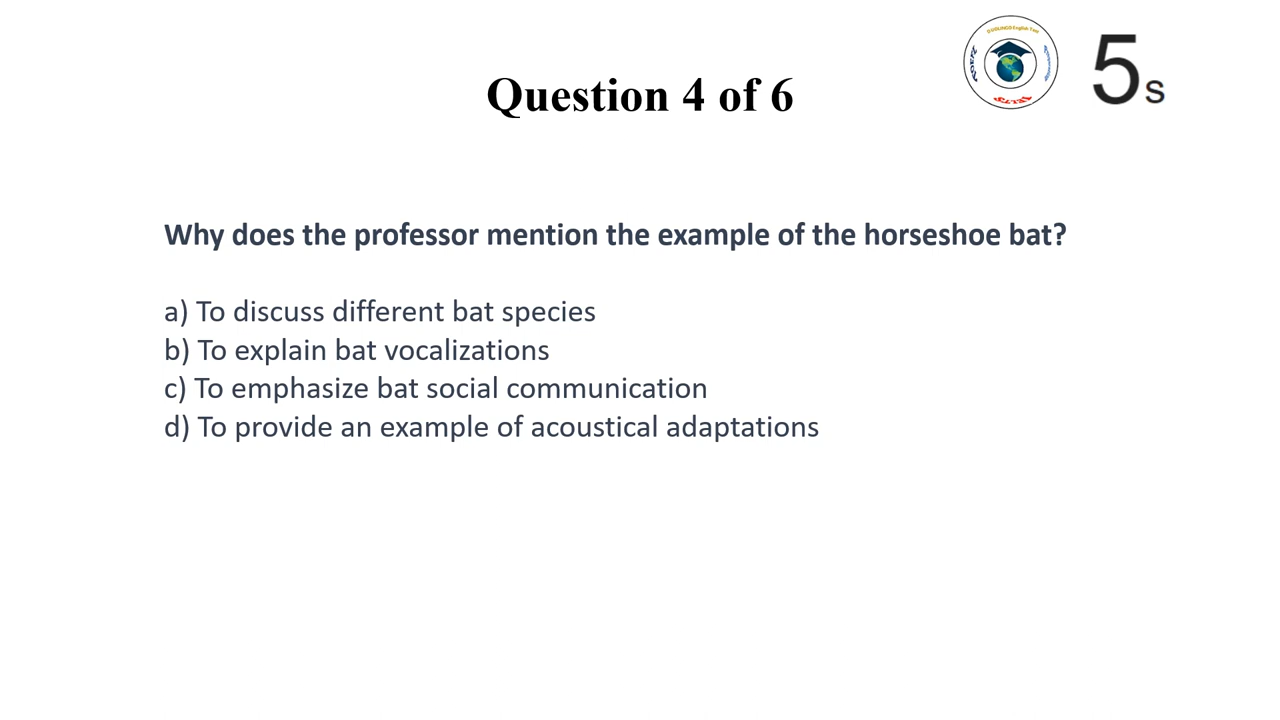 Question 4 of 6
5s
Why does the professor mention the example of the horseshoe bat?
a) To discuss different bat species
b) To explain bat vocalizations
c) To emphasize bat social communication
d) To provide an example of acoustical adaptations